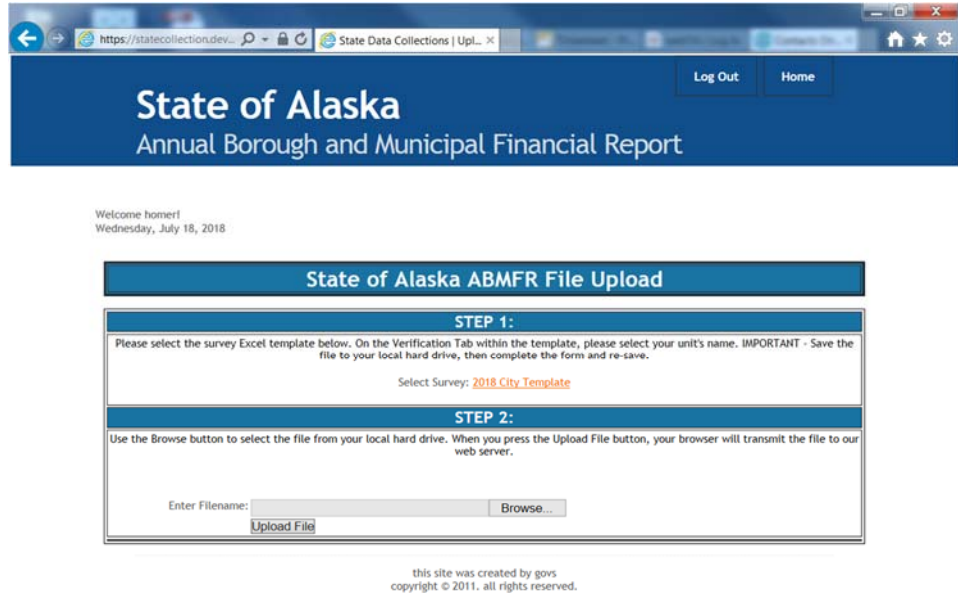 https://statecollection.dev...
State Data Collections | Upl...
Log Out
Home
State of Alaska
Annual Borough and Municipal Financial Report
Welcome homer!
Wednesday, July 18, 2018
State of Alaska ABMFR File Upload
STEP 1:
Please select the survey Excel template below. On the Verification Tab within the template, please select your unit's name. IMPORTANT - Save the
file to your local hard drive, then complete the form and re-save.
Select Survey: 2018 City Template
STEP 2:
Use the Browse button to select the file from your local hard drive. When you press the Upload File button, your browser will transmit the file to our
web server.
Enter Filename:
Browse...
Upload File
this site was created by govs
copyright © 2011. all rights reserved.